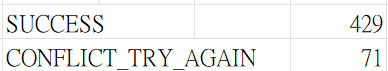 SUCCESS 429
CONFLICT_TRY_AGAIN 71